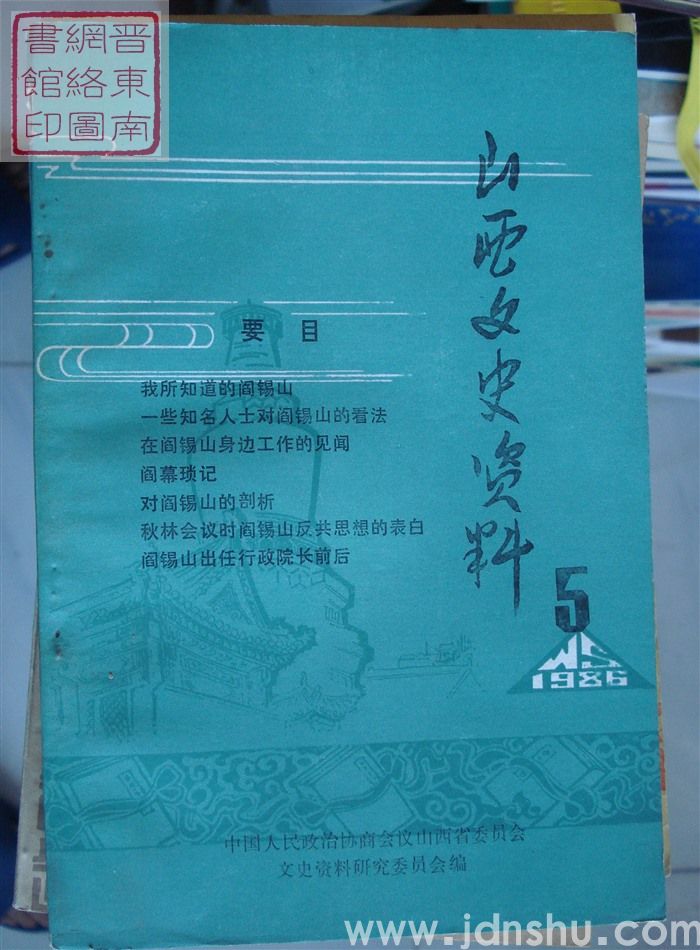 晋东南
網絡圖
書館印
山西文史资料
5
WS
1986
要目
我所知道的阎锡山
一些知名人士对阎锡山的看法
在阎锡山身边工作的见闻
阎幕琐记
对阎锡山的剖析
秋林会议时阎锡山反共思想的表白
阎锡山出任行政院长前后
中国人民政治协商会议山西省委员会
文史资料研究委员会编
www.jdnshu.com